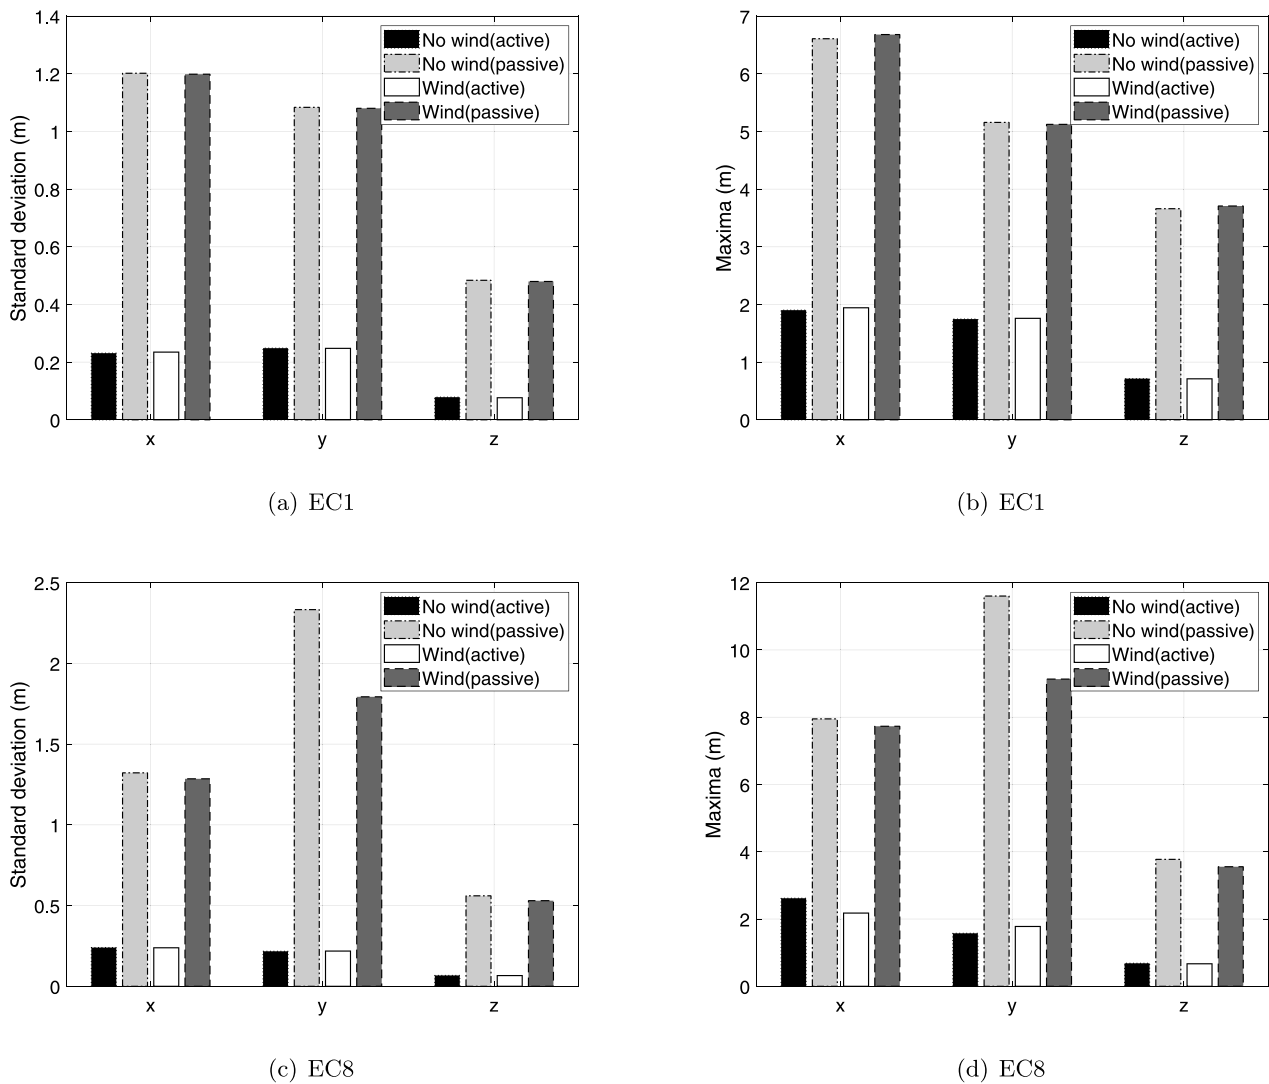 1.4
1.2
1
0.8
0.6
0.4
0.2
0
Standard deviation (m)
No wind(active)
No wind(passive)
Wind(active)
Wind(passive)
x y z
(a) EC1
7
6
5
4
3
2
1
0
Maxima (m)
No wind(active)
No wind(passive)
Wind(active)
Wind(passive)
x y z
(b) EC1
2.5
2
1.5
1
0.5
0
Standard deviation (m)
No wind(active)
No wind(passive)
Wind(active)
Wind(passive)
x y z
(c) EC8
12
10
8
6
4
2
0
Maxima (m)
No wind(active)
No wind(passive)
Wind(active)
Wind(passive)
x y z
(d) EC8